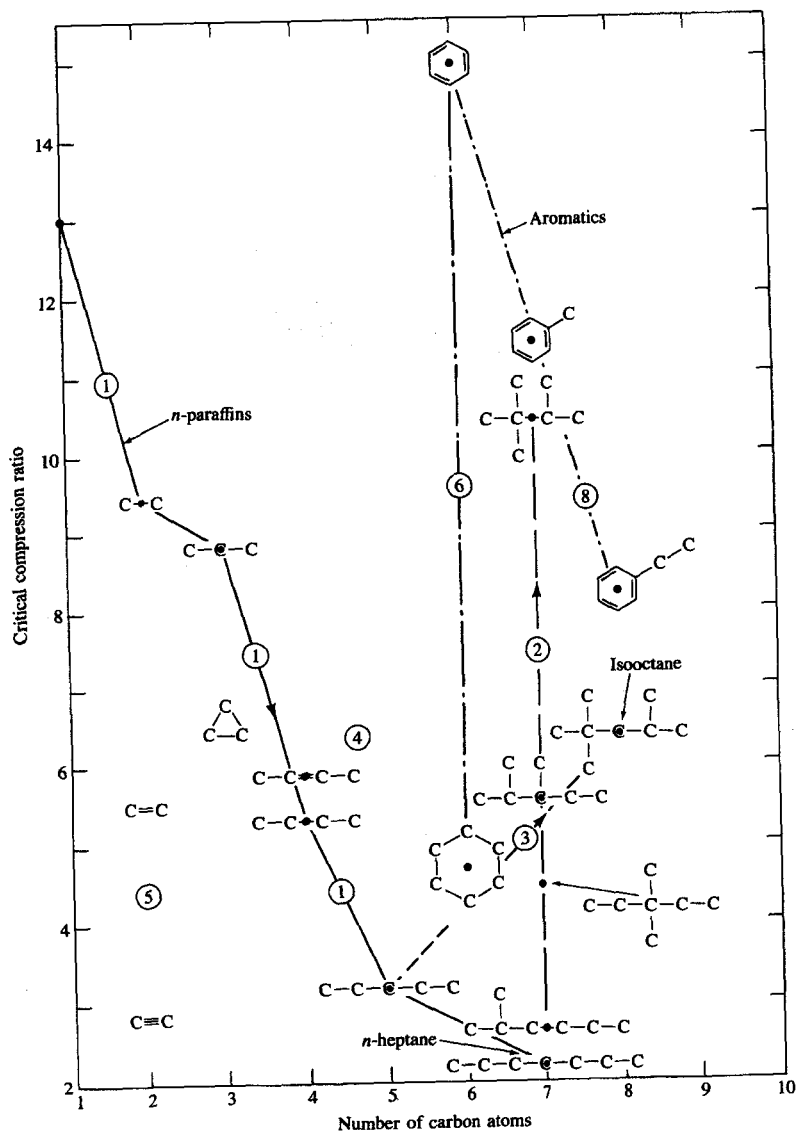 14
12
10
8
6
4
2
Critical compression ratio
1 2 3 4 5 6 7 8 9 10
Number of carbon atoms
Aromatics
C
1
n-paraffins
C C
C–C–C–C
C
6
8
C–C
C–C–C
C
C
1
2
Isooctane
C
C C
4
C C
C–C–C–C–C
C
C–C=C–C
C C
C–C–C–C–C
C=C
C–C–C–C
3
C
C C
C C
C
5
1
C
C–C–C–C–C
C
C–C–C–C–C
C
C≡C
C–C–C–C–C–C
n-heptane
C–C–C–C–C–C–C